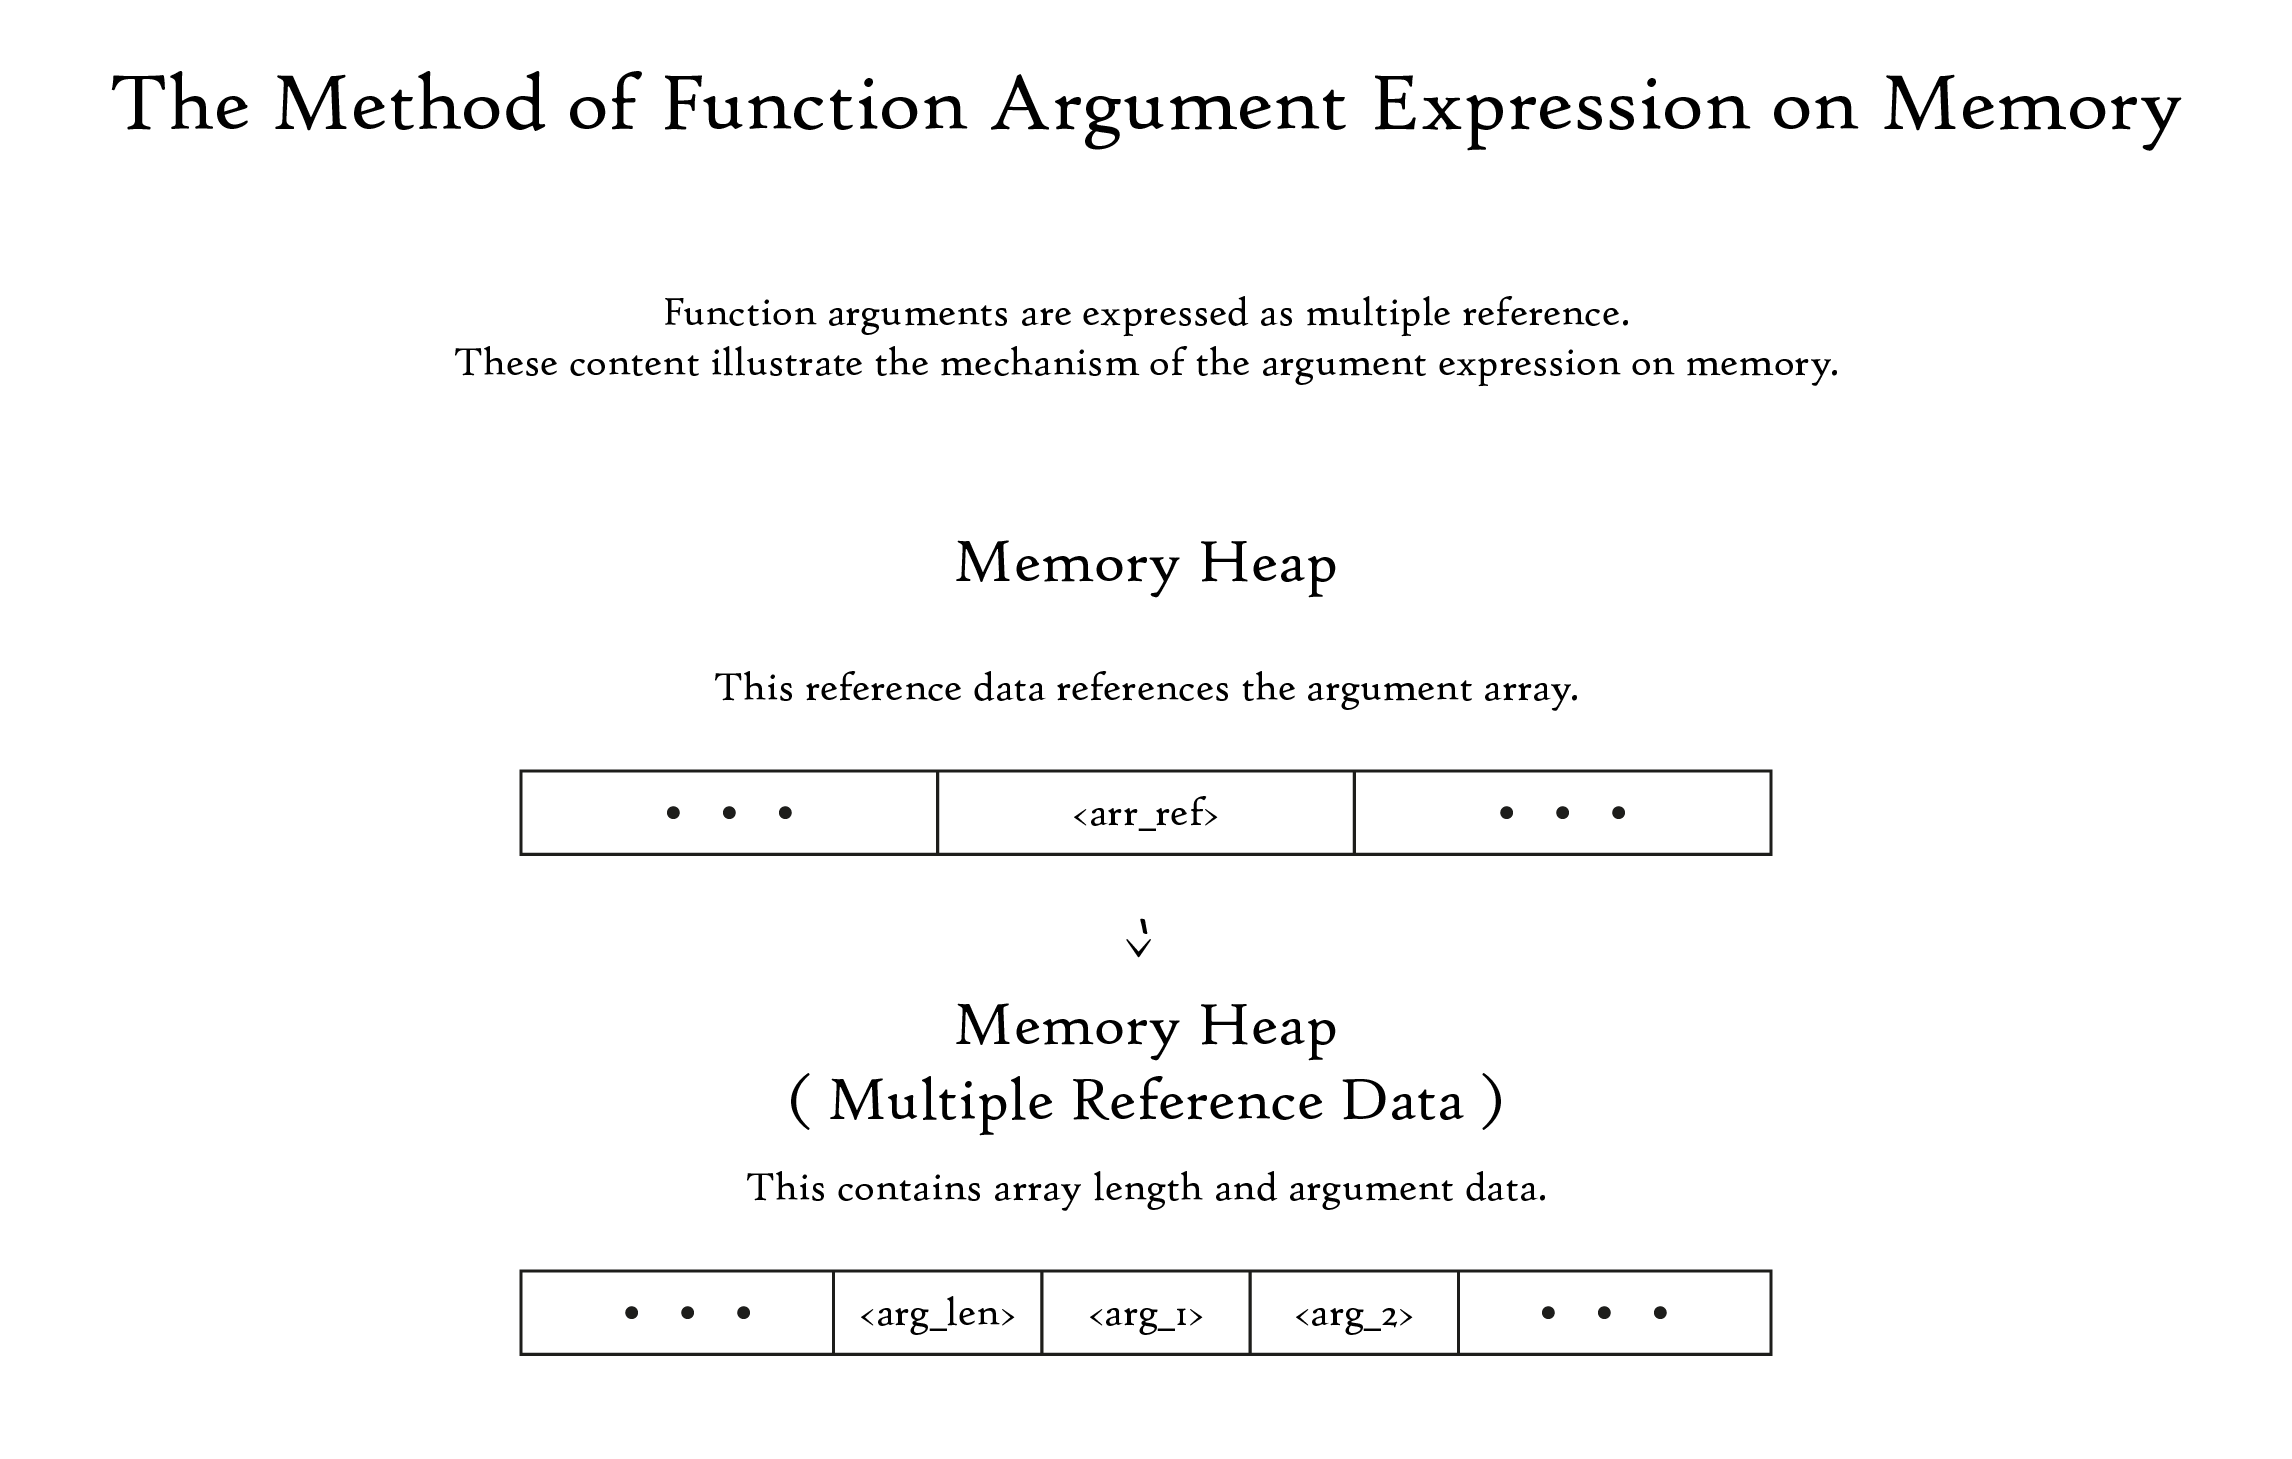 The Method of Function Argument Expression on Memory
Function arguments are expressed as multiple reference.
These content illustrate the mechanism of the argument expression on memory.
Memory Heap
This reference data references the argument array.
• • • <arr_ref> • • •
Memory Heap
( Multiple Reference Data )
This contains array length and argument data.
• • • <arg_len> <arg_1> <arg_2> • • •